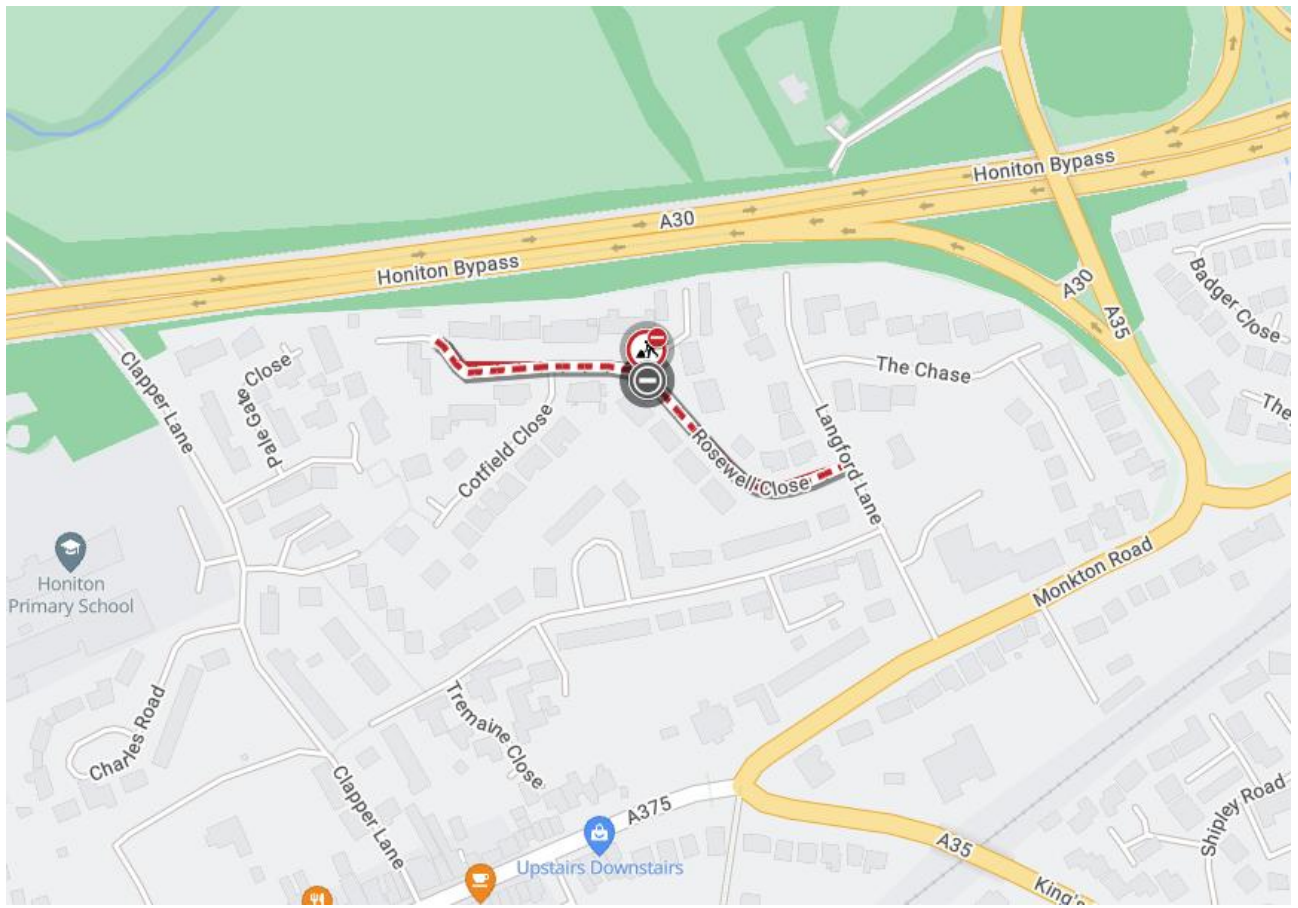 Honiton Bypass
A30
Honiton Bypass
A30
A35
Badger Close
The
The Chase
Clapper Lane
Pale Gate Close
Cotfield Close
Rosewell Close
Langford Lane
Honiton
Primary School
Monkton Road
Charles Road
Tremaine Close
Clapper Lane
A375
Upstairs Downstairs
A35
King's
Shipley Road